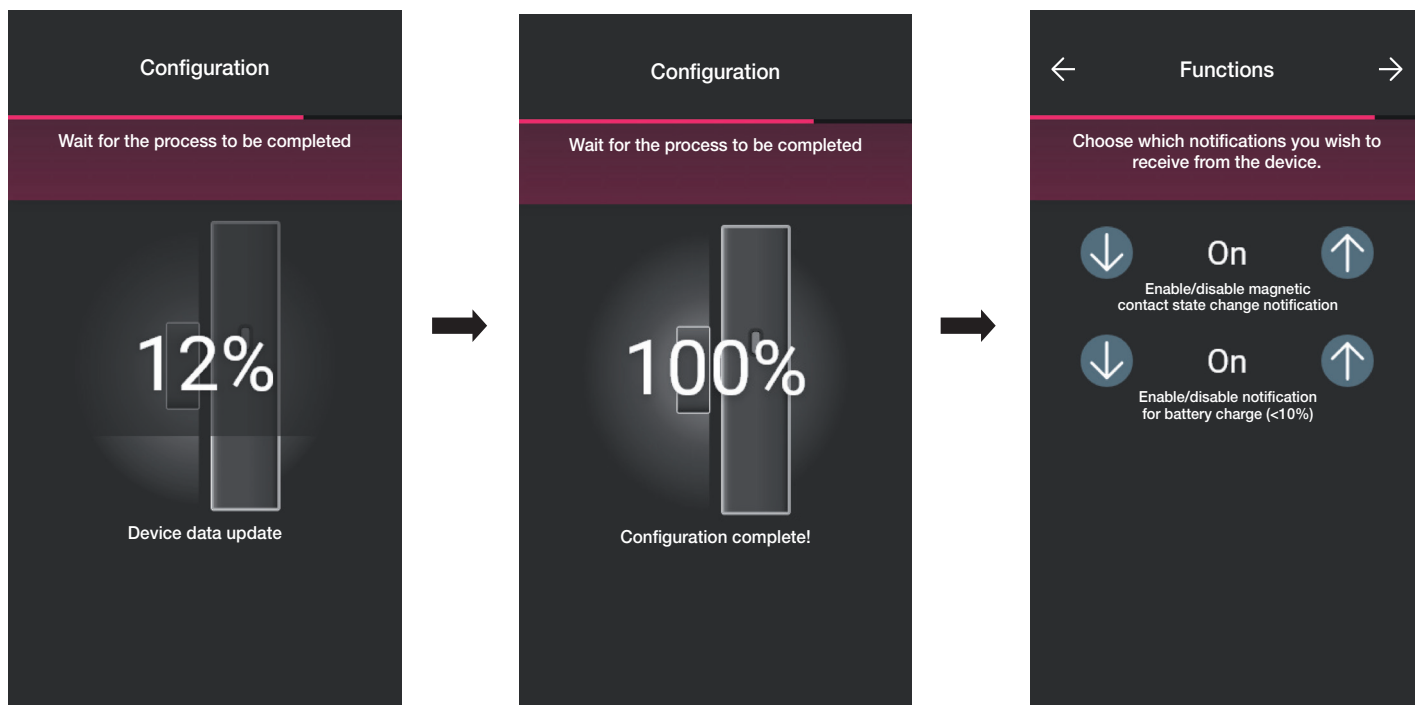 Configuration
Wait for the process to be completed
12%
Device data update
Configuration
Wait for the process to be completed
100%
Configuration complete!
Functions
Choose which notifications you wish to
receive from the device.
On
Enable/disable magnetic
contact state change notification
On
Enable/disable notification
for battery charge (<10%)